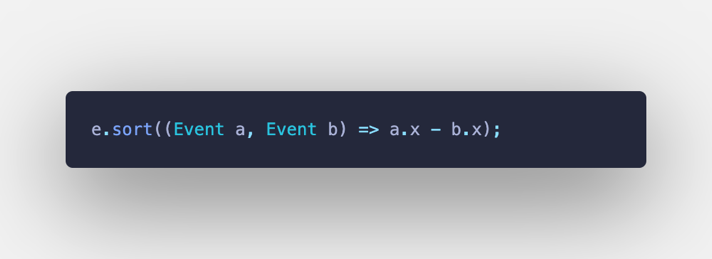 e.sort((Event a, Event b) => a.x - b.x);